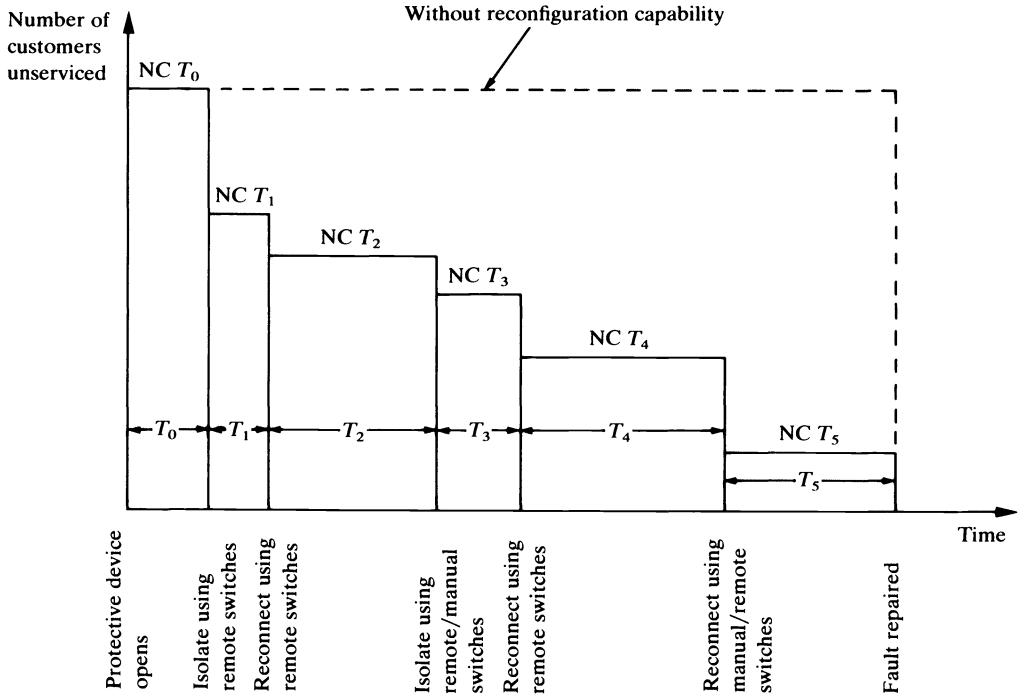 Without reconfiguration capability
Number of
customers
unserviced
NC T₀
NC T₁
NC T₂
NC T₃
NC T₄
NC T₅
T₀
T₁
T₂
T₃
T₄
T₅
Time
Protective device
opens
Isolate using
remote switches
Reconnect using
remote switches
Isolate using
remote/manual
switches
Reconnect using
remote switches
Reconnect using
manual/remote
switches
Fault repaired